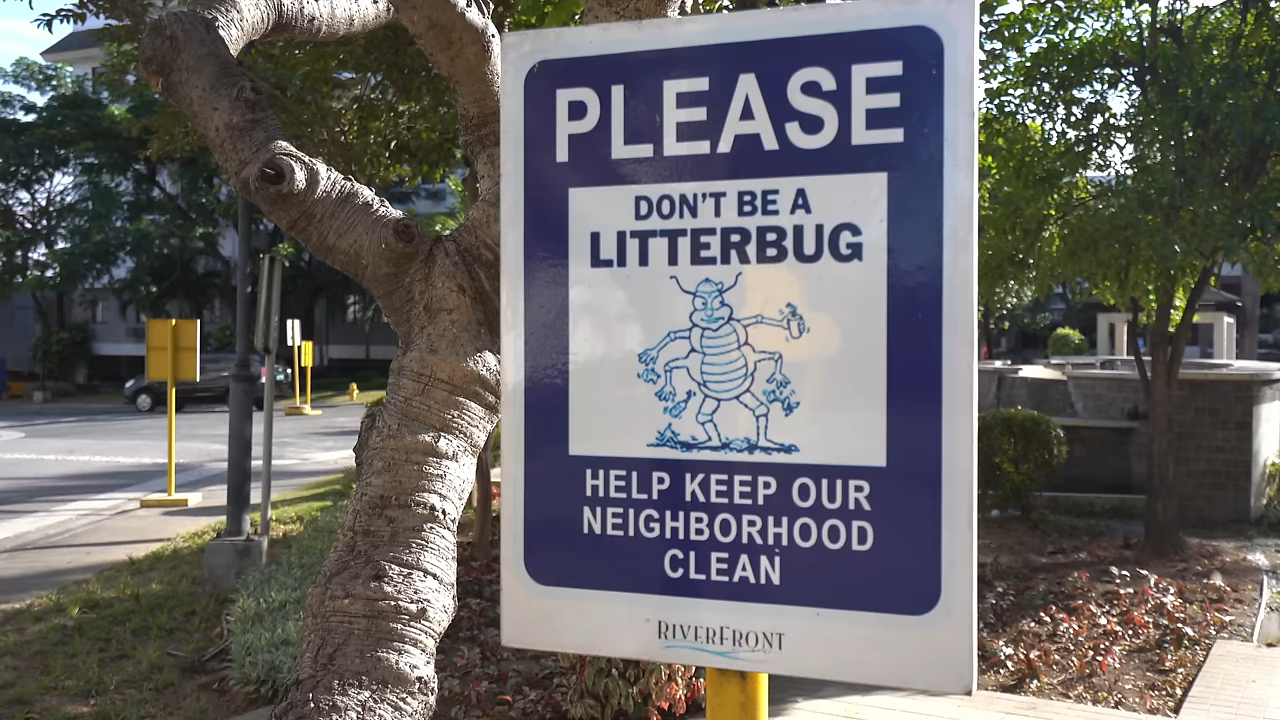 PLEASE
DON'T BE A
LITTERBUG
HELP KEEP OUR
NEIGHBORHOOD
CLEAN
RIVERFRONT